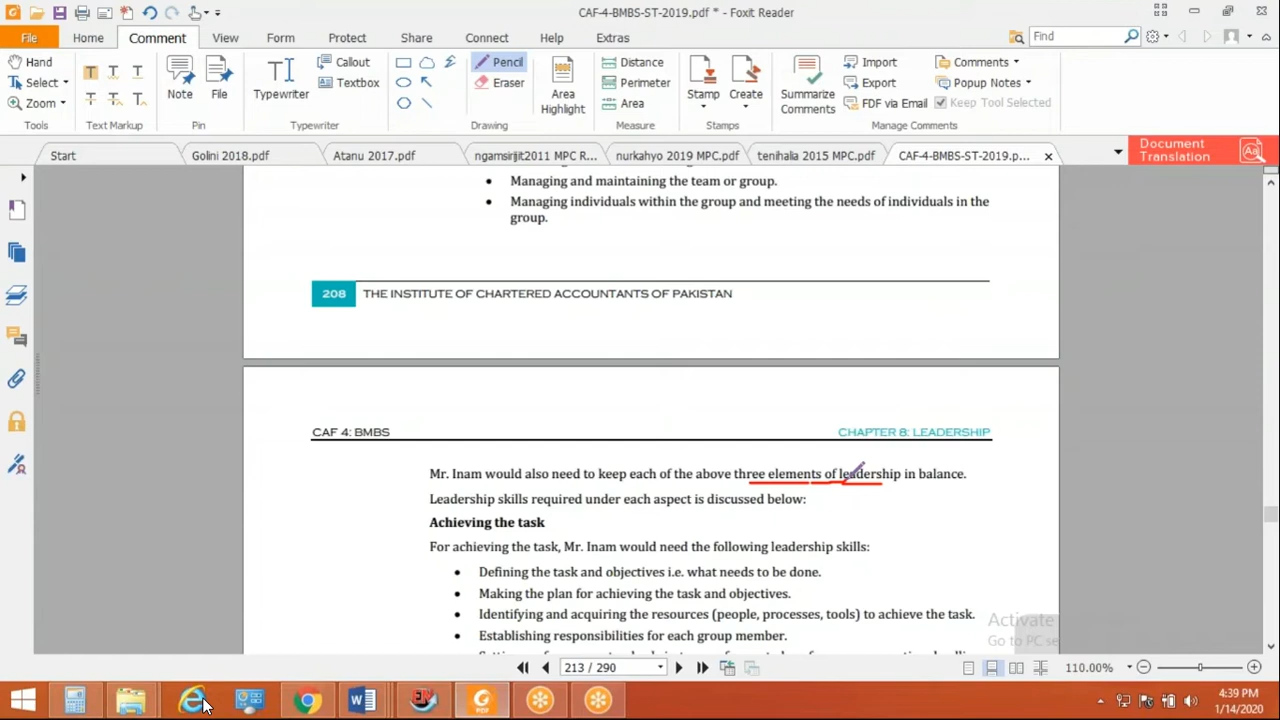 CAF-4-BMBS-ST-2019.pdf * - Foxit Reader
File Home Comment View Form Protect Share Connect Help Extras Find
Hand
Select
Zoom
Tools
Text Markup
Note
File
Pin
Typewriter
Callout
Textbox
Typewriter
Pencil
Eraser
Drawing
Area
Highlight
Distance
Perimeter
Area
Measure
Stamp
Create
Stamps
Summarize
Comments
Import
Export
FDF via Email
Comments
Popup Notes
Keep Tool Selected
Manage Comments
Start Golini 2018.pdf Atanu 2017.pdf ngamsirijit2011 MPC R... nurkahyo 2019 MPC.pdf tenihalia 2015 MPC.pdf CAF-4-BMBS-ST-2019.p...
Document
Translation
• Managing and maintaining the team or group.
• Managing individuals within the group and meeting the needs of individuals in the
group.
208 THE INSTITUTE OF CHARTERED ACCOUNTANTS OF PAKISTAN
CAF 4: BMBS CHAPTER 8: LEADERSHIP
Mr. Inam would also need to keep each of the above three elements of leadership in balance.
Leadership skills required under each aspect is discussed below:
Achieving the task
For achieving the task, Mr. Inam would need the following leadership skills:
• Defining the task and objectives i.e. what needs to be done.
• Making the plan for achieving the task and objectives.
• Identifying and acquiring the resources (people, processes, tools) to achieve the task.
• Establishing responsibilities for each group member.
Activate
Go to PC se
213 / 290
110.00%
4:39 PM
1/14/2020